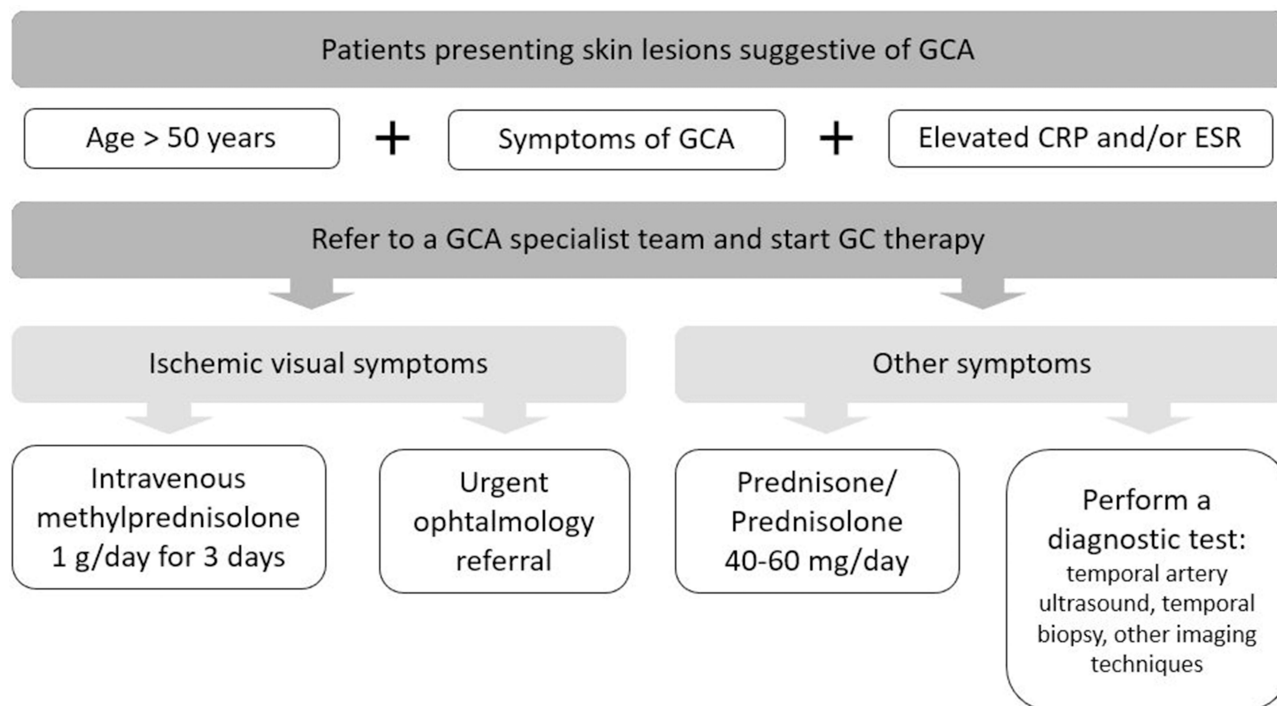 Patients presenting skin lesions suggestive of GCA
Age > 50 years
+
Symptoms of GCA
+
Elevated CRP and/or ESR
Refer to a GCA specialist team and start GC therapy
Ischemic visual symptoms
Other symptoms
Intravenous
methylprednisolone
1 g/day for 3 days
Urgent
ophtalmology
referral
Prednisone/
Prednisolone
40-60 mg/day
Perform a
diagnostic test:
temporal artery
ultrasound, temporal
biopsy, other imaging
techniques